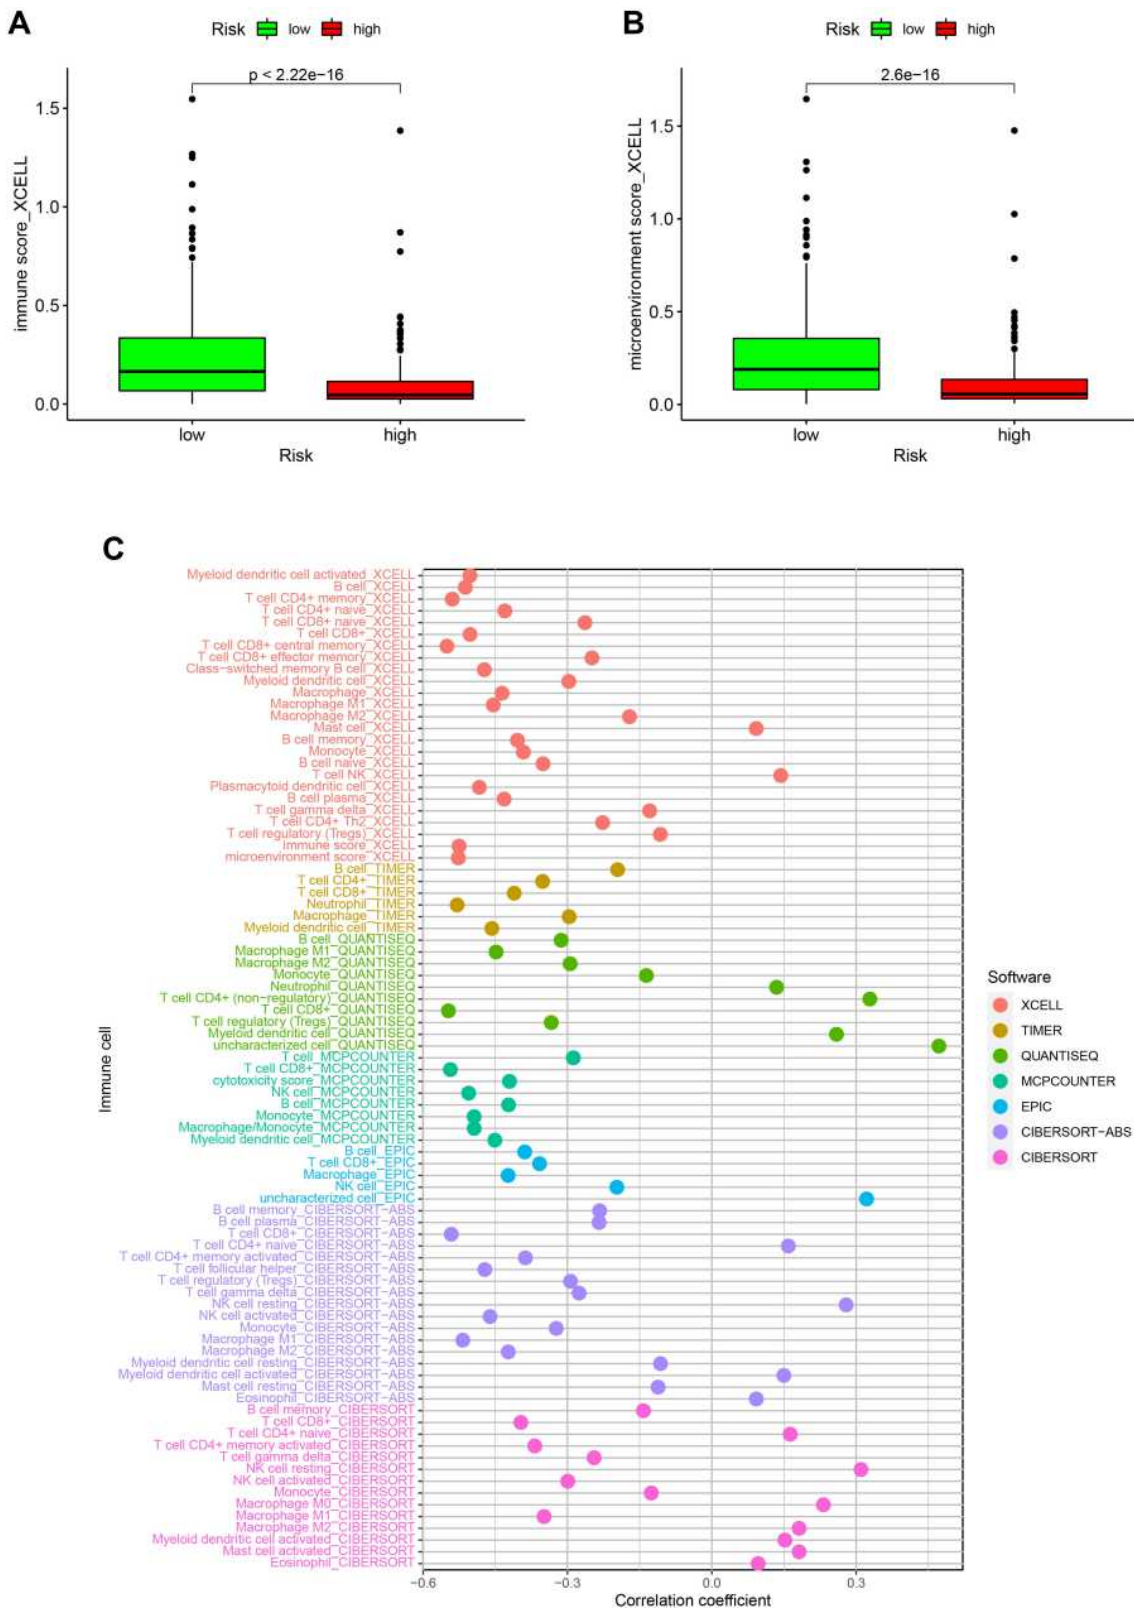 A
Risk low high
p < 2.22e−16
immune score_XCELL
1.5
1.0
0.5
0.0
low high
Risk
B
Risk low high
2.6e−16
microenvironment score_XCELL
1.5
1.0
0.5
0.0
low high
Risk
C
Immune cell
Myeloid dendritic cell activated_XCELL
B cell_XCELL
T cell CD4+ memory_XCELL
T cell CD4+ naive_XCELL
T cell CD8+ naive_XCELL
T cell CD8+_XCELL
T cell CD8+ central memory_XCELL
T cell CD8+ effector memory_XCELL
Class−switched memory B cell_XCELL
Myeloid dendritic cell_XCELL
Macrophage_XCELL
Macrophage M1_XCELL
Macrophage M2_XCELL
Mast cell_XCELL
B cell memory_XCELL
Monocyte_XCELL
B cell naive_XCELL
T cell NK_XCELL
Plasmacytoid dendritic cell_XCELL
B cell plasma_XCELL
T cell gamma delta_XCELL
T cell CD4+ Th2_XCELL
T cell regulatory (Tregs)_XCELL
immune score_XCELL
microenvironment score_XCELL
B cell_TIMER
T cell CD4+_TIMER
T cell CD8+_TIMER
Neutrophil_TIMER
Macrophage_TIMER
Myeloid dendritic cell_TIMER
B cell_QUANTISEQ
Macrophage M1_QUANTISEQ
Macrophage M2_QUANTISEQ
Monocyte_QUANTISEQ
Neutrophil_QUANTISEQ
T cell CD4+ (non−regulatory)_QUANTISEQ
T cell CD8+_QUANTISEQ
T cell regulatory (Tregs)_QUANTISEQ
Myeloid dendritic cell_QUANTISEQ
uncharacterized cell_QUANTISEQ
T cell_MCPCOUNTER
T cell CD8+_MCPCOUNTER
cytotoxicity score_MCPCOUNTER
NK cell_MCPCOUNTER
B cell_MCPCOUNTER
Monocyte_MCPCOUNTER
Macrophage/Monocyte_MCPCOUNTER
Myeloid dendritic cell_MCPCOUNTER
B cell_EPIC
T cell CD8+_EPIC
Macrophage_EPIC
NK cell_EPIC
uncharacterized cell_EPIC
B cell memory_CIBERSORT−ABS
B cell plasma_CIBERSORT−ABS
T cell CD8+_CIBERSORT−ABS
T cell CD4+ naive_CIBERSORT−ABS
T cell CD4+ memory activated_CIBERSORT−ABS
T cell follicular helper_CIBERSORT−ABS
T cell regulatory (Tregs)_CIBERSORT−ABS
T cell gamma delta_CIBERSORT−ABS
NK cell resting_CIBERSORT−ABS
NK cell activated_CIBERSORT−ABS
Monocyte_CIBERSORT−ABS
Macrophage M1_CIBERSORT−ABS
Macrophage M2_CIBERSORT−ABS
Myeloid dendritic cell resting_CIBERSORT−ABS
Myeloid dendritic cell activated_CIBERSORT−ABS
Mast cell resting_CIBERSORT−ABS
Eosinophil_CIBERSORT−ABS
B cell memory_CIBERSORT
T cell CD8+_CIBERSORT
T cell CD4+ naive_CIBERSORT
T cell CD4+ memory activated_CIBERSORT
T cell gamma delta_CIBERSORT
NK cell resting_CIBERSORT
NK cell activated_CIBERSORT
Monocyte_CIBERSORT
Macrophage M0_CIBERSORT
Macrophage M1_CIBERSORT
Macrophage M2_CIBERSORT
Myeloid dendritic cell activated_CIBERSORT
Mast cell activated_CIBERSORT
Eosinophil_CIBERSORT
−0.6 −0.3 0.0 0.3
Correlation coefficient
Software
XCELL
TIMER
QUANTISEQ
MCPCOUNTER
EPIC
CIBERSORT−ABS
CIBERSORT